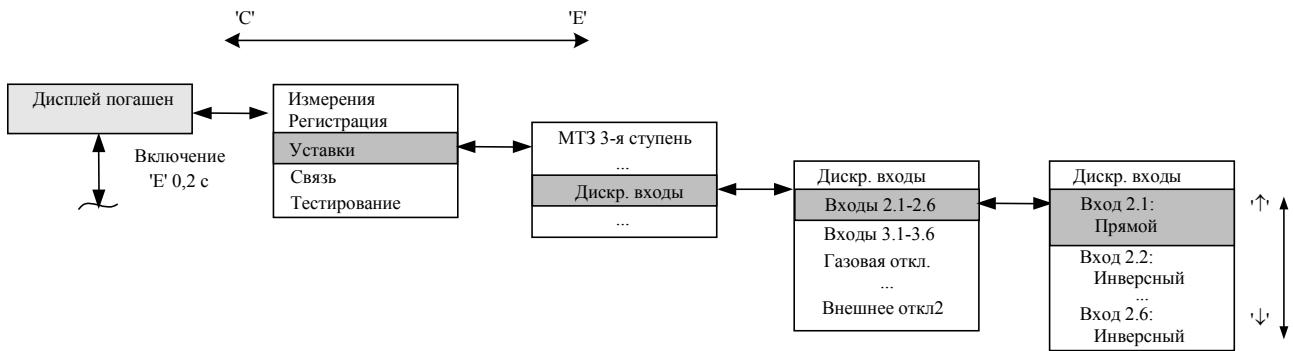 'C'
'E'
Дисплей погашен
Включение
'E' 0,2 с
Измерения
Регистрация
Уставки
Связь
Тестирование
МТЗ 3-я ступень
...
Дискр. входы
...
Дискр. входы
Входы 2.1-2.6
Входы 3.1-3.6
Газовая откл.
...
Внешнее откл2
Дискр. входы
Вход 2.1:
Прямой
Вход 2.2:
Инверсный
...
Вход 2.6:
Инверсный
'↑'
'↓'